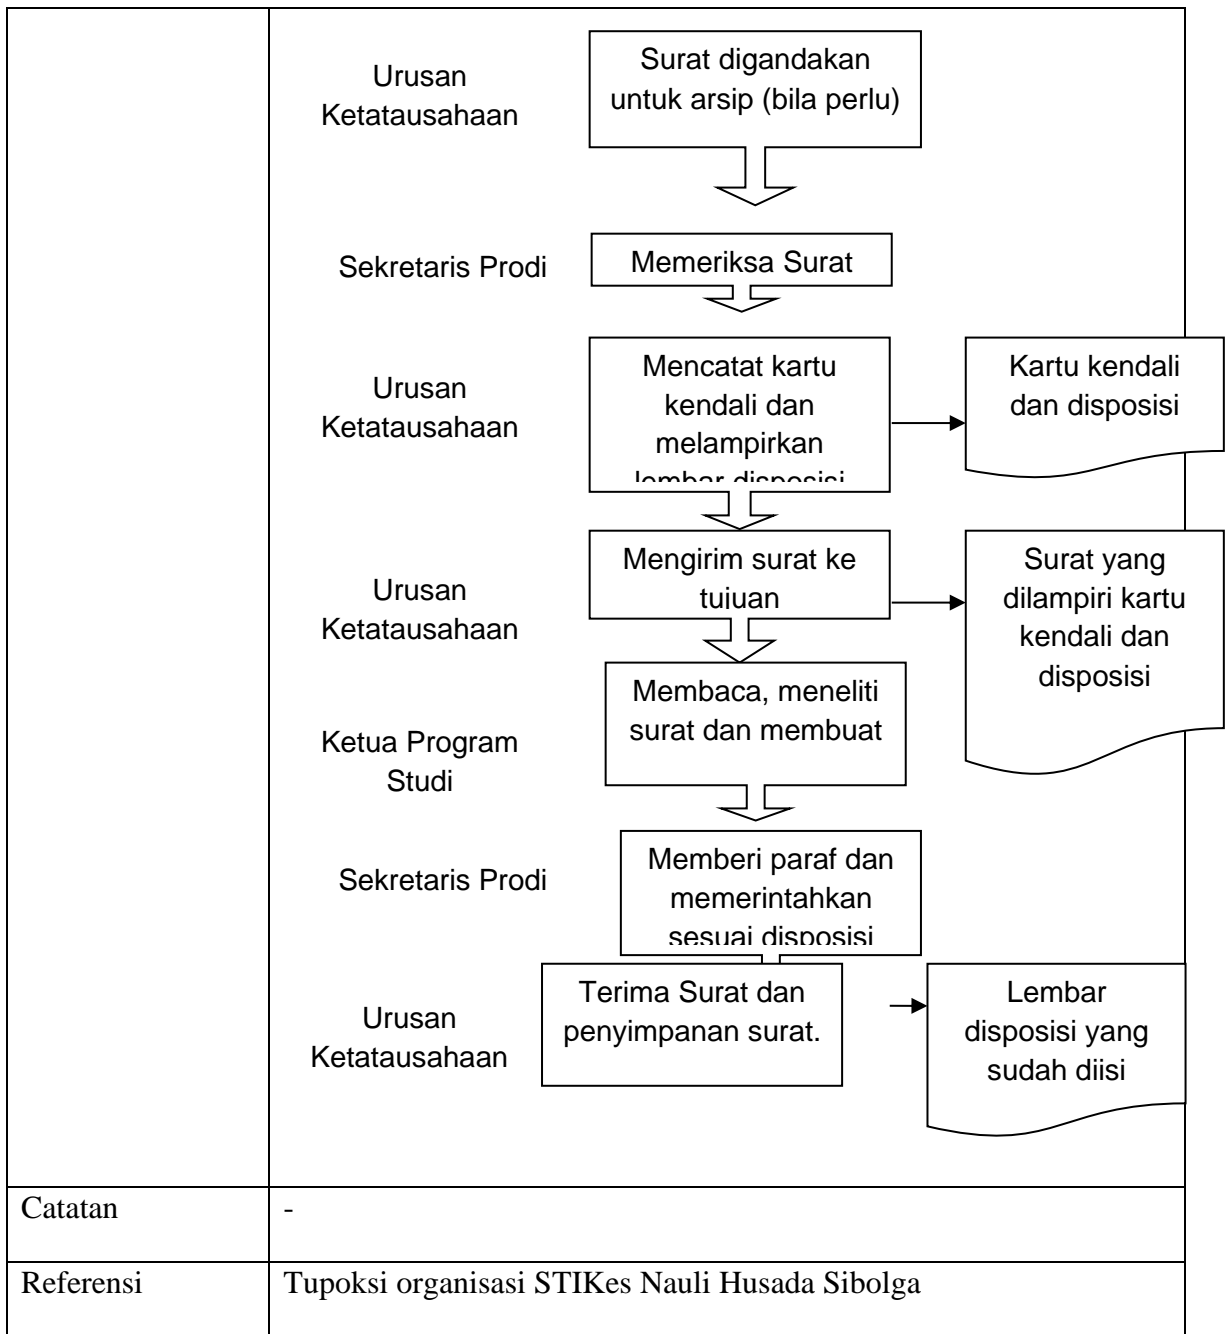 Urusan
Ketatausahaan
Surat digandakan
untuk arsip (bila perlu)
Sekretaris Prodi
Memeriksa Surat
Urusan
Ketatausahaan
Mencatat kartu
kendali dan
melampirkan
lembar disposisi
Kartu kendali
dan disposisi
Urusan
Ketatausahaan
Mengirim surat ke
tujuan
Surat yang
dilampiri kartu
kendali dan
disposisi
Ketua Program
Studi
Membaca, meneliti
surat dan membuat
Sekretaris Prodi
Memberi paraf dan
memerintahkan
sesuai disposisi
Urusan
Ketatausahaan
Terima Surat dan
penyimpanan surat.
Lembar
disposisi yang
sudah diisi
Catatan
-
Referensi
Tupoksi organisasi STIKes Nauli Husada Sibolga